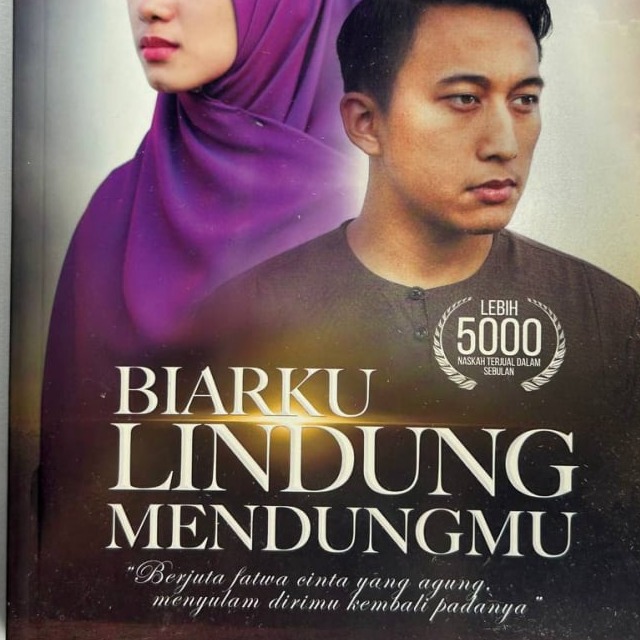 LEBIH
5000
NASKAH TERJUAL DALAM
SEBULAN
BIARKU
LINDUNG
MENDUNGMU
"Berjuta fatwa cinta yang agung,
menyulam dirimu kembali padanya"